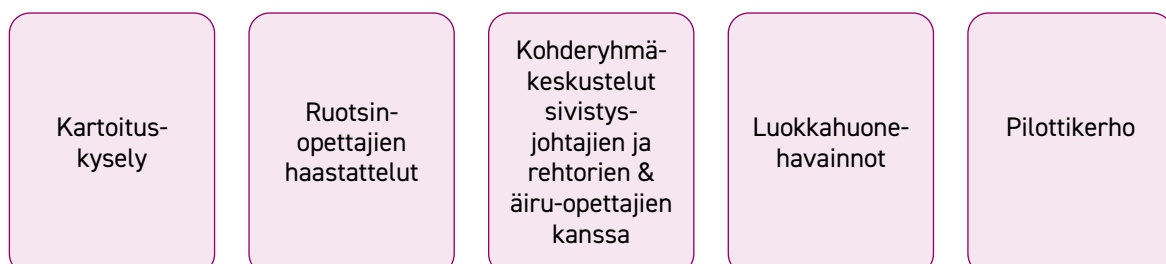 Kartoitus-
kysely
Ruotsin-
opettajien
haastattelut
Kohderyhmä-
keskustelut
sivistys-
johtajien ja
rehtorien &
äiru-opettajien
kanssa
Luokkahuone-
havainnot
Pilottikerho